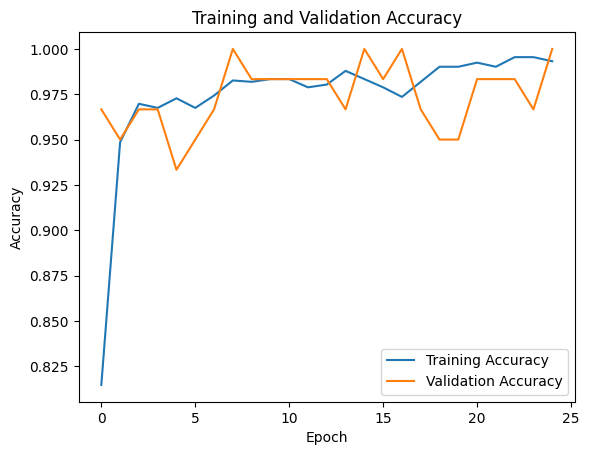 Training and Validation Accuracy
1.000
0.975
0.950
0.925
0.900
0.875
0.850
0.825
Accuracy
0
5
10
15
20
25
Epoch
Training Accuracy
Validation Accuracy